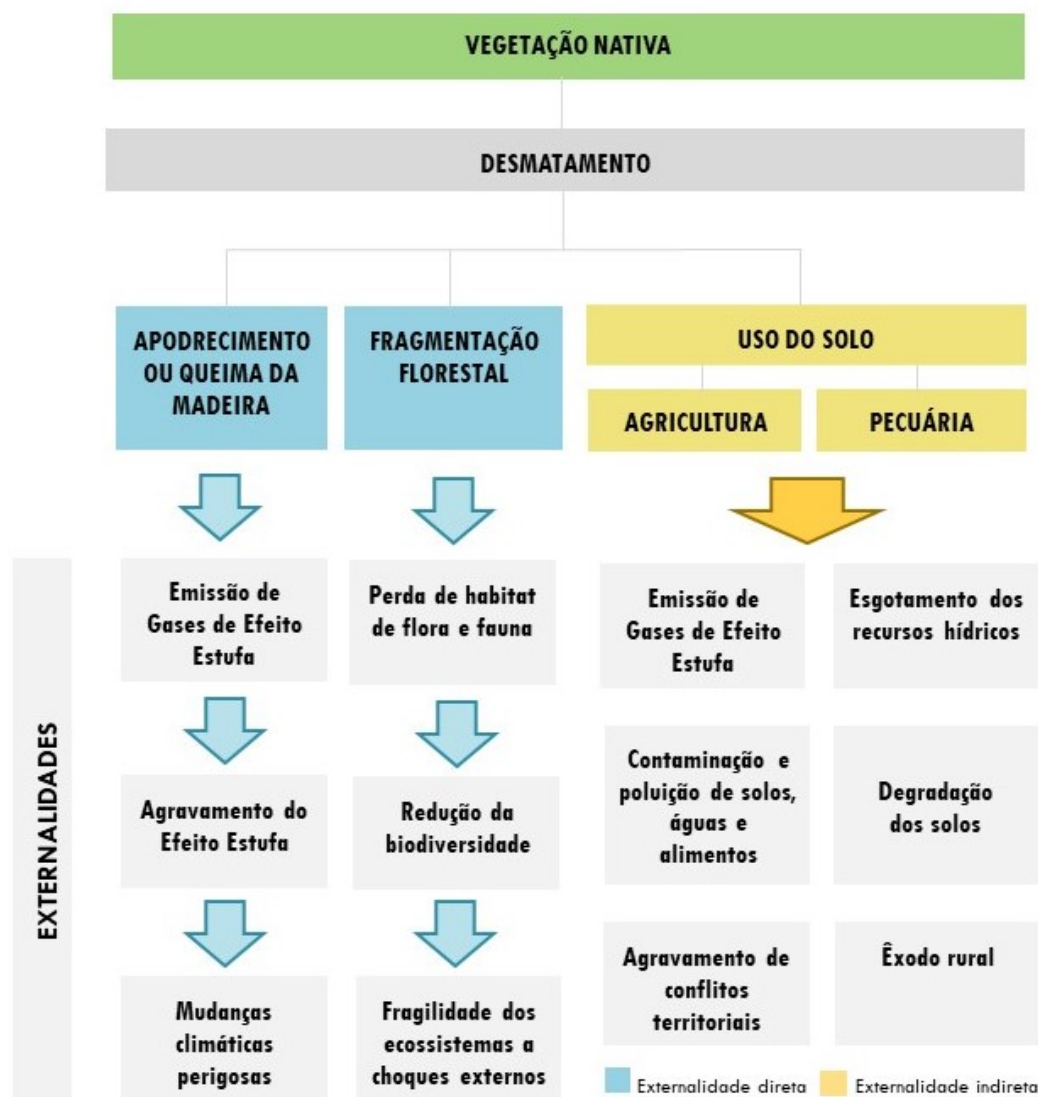 VEGETAÇÃO NATIVA
DESMATAMENTO
APODRECIMENTO
OU QUEIMA DA
MADEIRA
FRAGMENTAÇÃO
FLORESTAL
USO DO SOLO
AGRICULTURA
PECUÁRIA
EXTERNALIDADES
Emissão de
Gases de Efeito
Estufa
Agravamento do
Efeito Estufa
Mudanças
climáticas
perigosas
Perda de habitat
de flora e fauna
Redução da
biodiversidade
Fragilidade dos
ecossistemas a
choques externos
Emissão de
Gases de Efeito
Estufa
Esgotamento dos
recursos hídricos
Contaminação e
poluição de solos,
águas e
alimentos
Degradação
dos solos
Agravamento de
conflitos
territoriais
Êxodo rural
Externalidade direta
Externalidade indireta